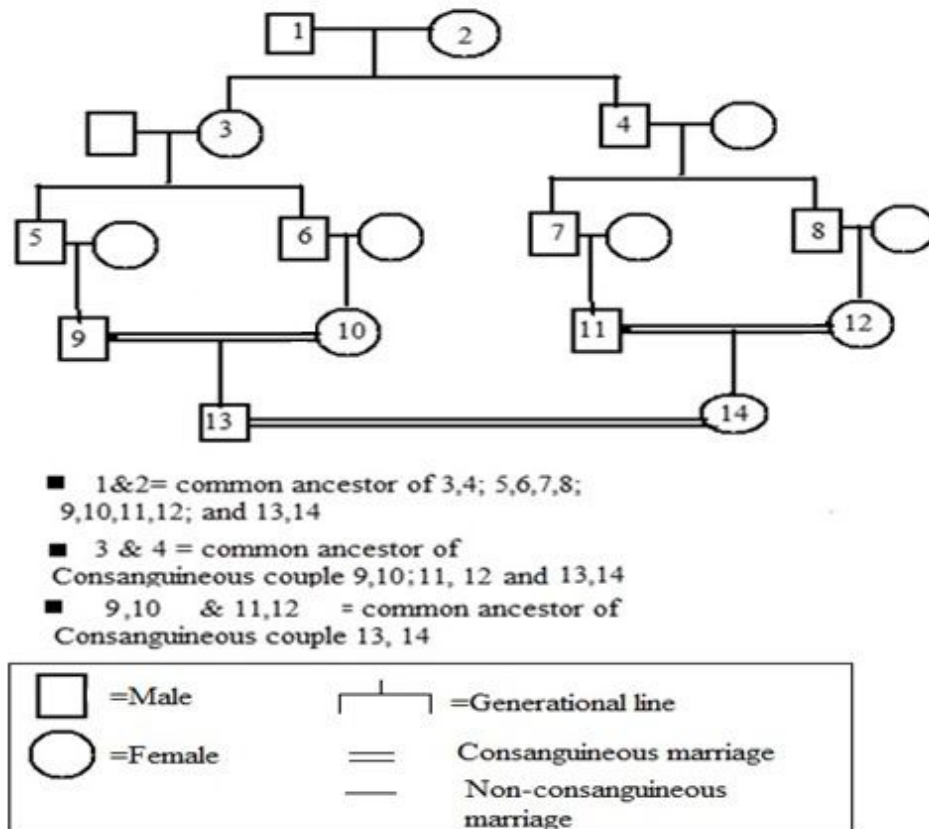 1 2
3 4
5 6 7 8
9 10 11 12
13 14
■ 1&2= common ancestor of 3,4; 5,6,7,8;
9,10,11,12; and 13,14
■ 3 & 4 = common ancestor of
Consanguineous couple 9,10;11, 12 and 13,14
■ 9,10 & 11,12 = common ancestor of
Consanguineous couple 13, 14
=Male =Generational line
=Female Consanguineous marriage
Non-consanguineous
marriage